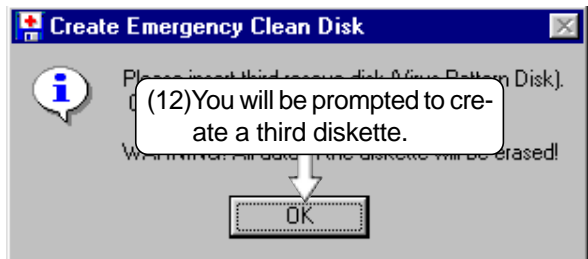 Create Emergency Clean Disk
Please insert third rescue disk (Virus Pattern Disk).
(12)You will be prompted to cre-
ate a third diskette.
WARNING! All data the diskette will be erased!
OK